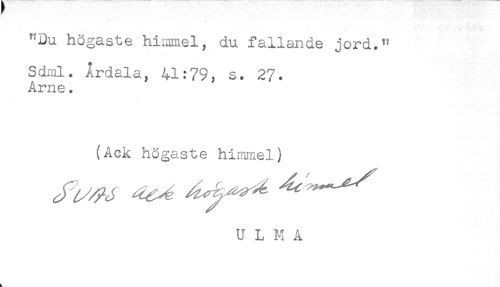 "Du högaste himmel, du fallande jord."
Sdml. Årdala, 41:79, s. 27.
Arne.
(Ack högaste himmel)
SVAS ack högaste himmel
U L M A